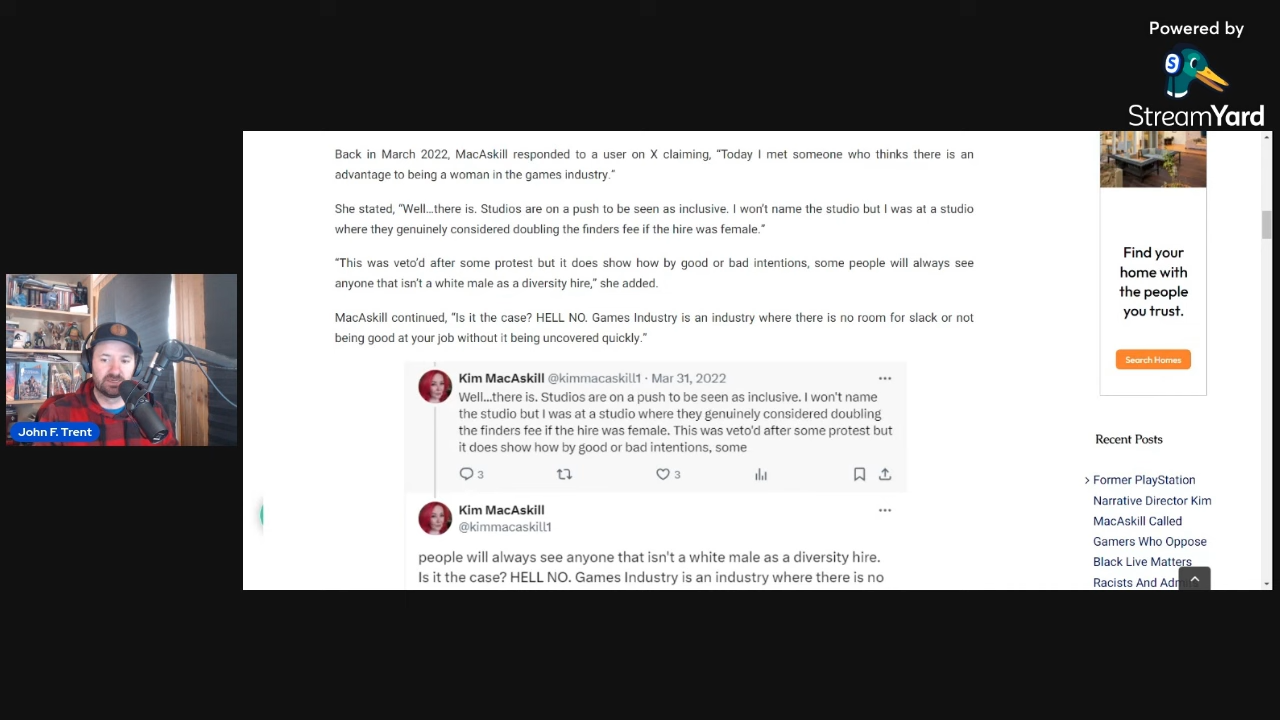 Powered by
StreamYard
Back in March 2022, MacAskill responded to a user on X claiming, “Today I met someone who thinks there is an
advantage to being a woman in the games industry.”
She stated, “Well…there is. Studios are on a push to be seen as inclusive. I won’t name the studio but I was at a studio
where they genuinely considered doubling the finders fee if the hire was female.”
“This was veto’d after some protest but it does show how by good or bad intentions, some people will always see
anyone that isn’t a white male as a diversity hire,” she added.
MacAskill continued, “Is it the case? HELL NO. Games Industry is an industry where there is no room for slack or not
being good at your job without it being uncovered quickly.”
Kim MacAskill @kimmacaskill1 · Mar 31, 2022
Well...there is. Studios are on a push to be seen as inclusive. I won't name
the studio but I was at a studio where they genuinely considered doubling
the finders fee if the hire was female. This was veto'd after some protest but
it does show how by good or bad intentions, some
3
3
Kim MacAskill
@kimmacaskill1
people will always see anyone that isn't a white male as a diversity hire.
Is it the case? HELL NO. Games Industry is an industry where there is no
Find your
home with
the people
you trust.
Search Homes
Recent Posts
Former PlayStation
Narrative Director Kim
MacAskill Called
Gamers Who Oppose
Black Live Matters
Racists And
John F. Trent